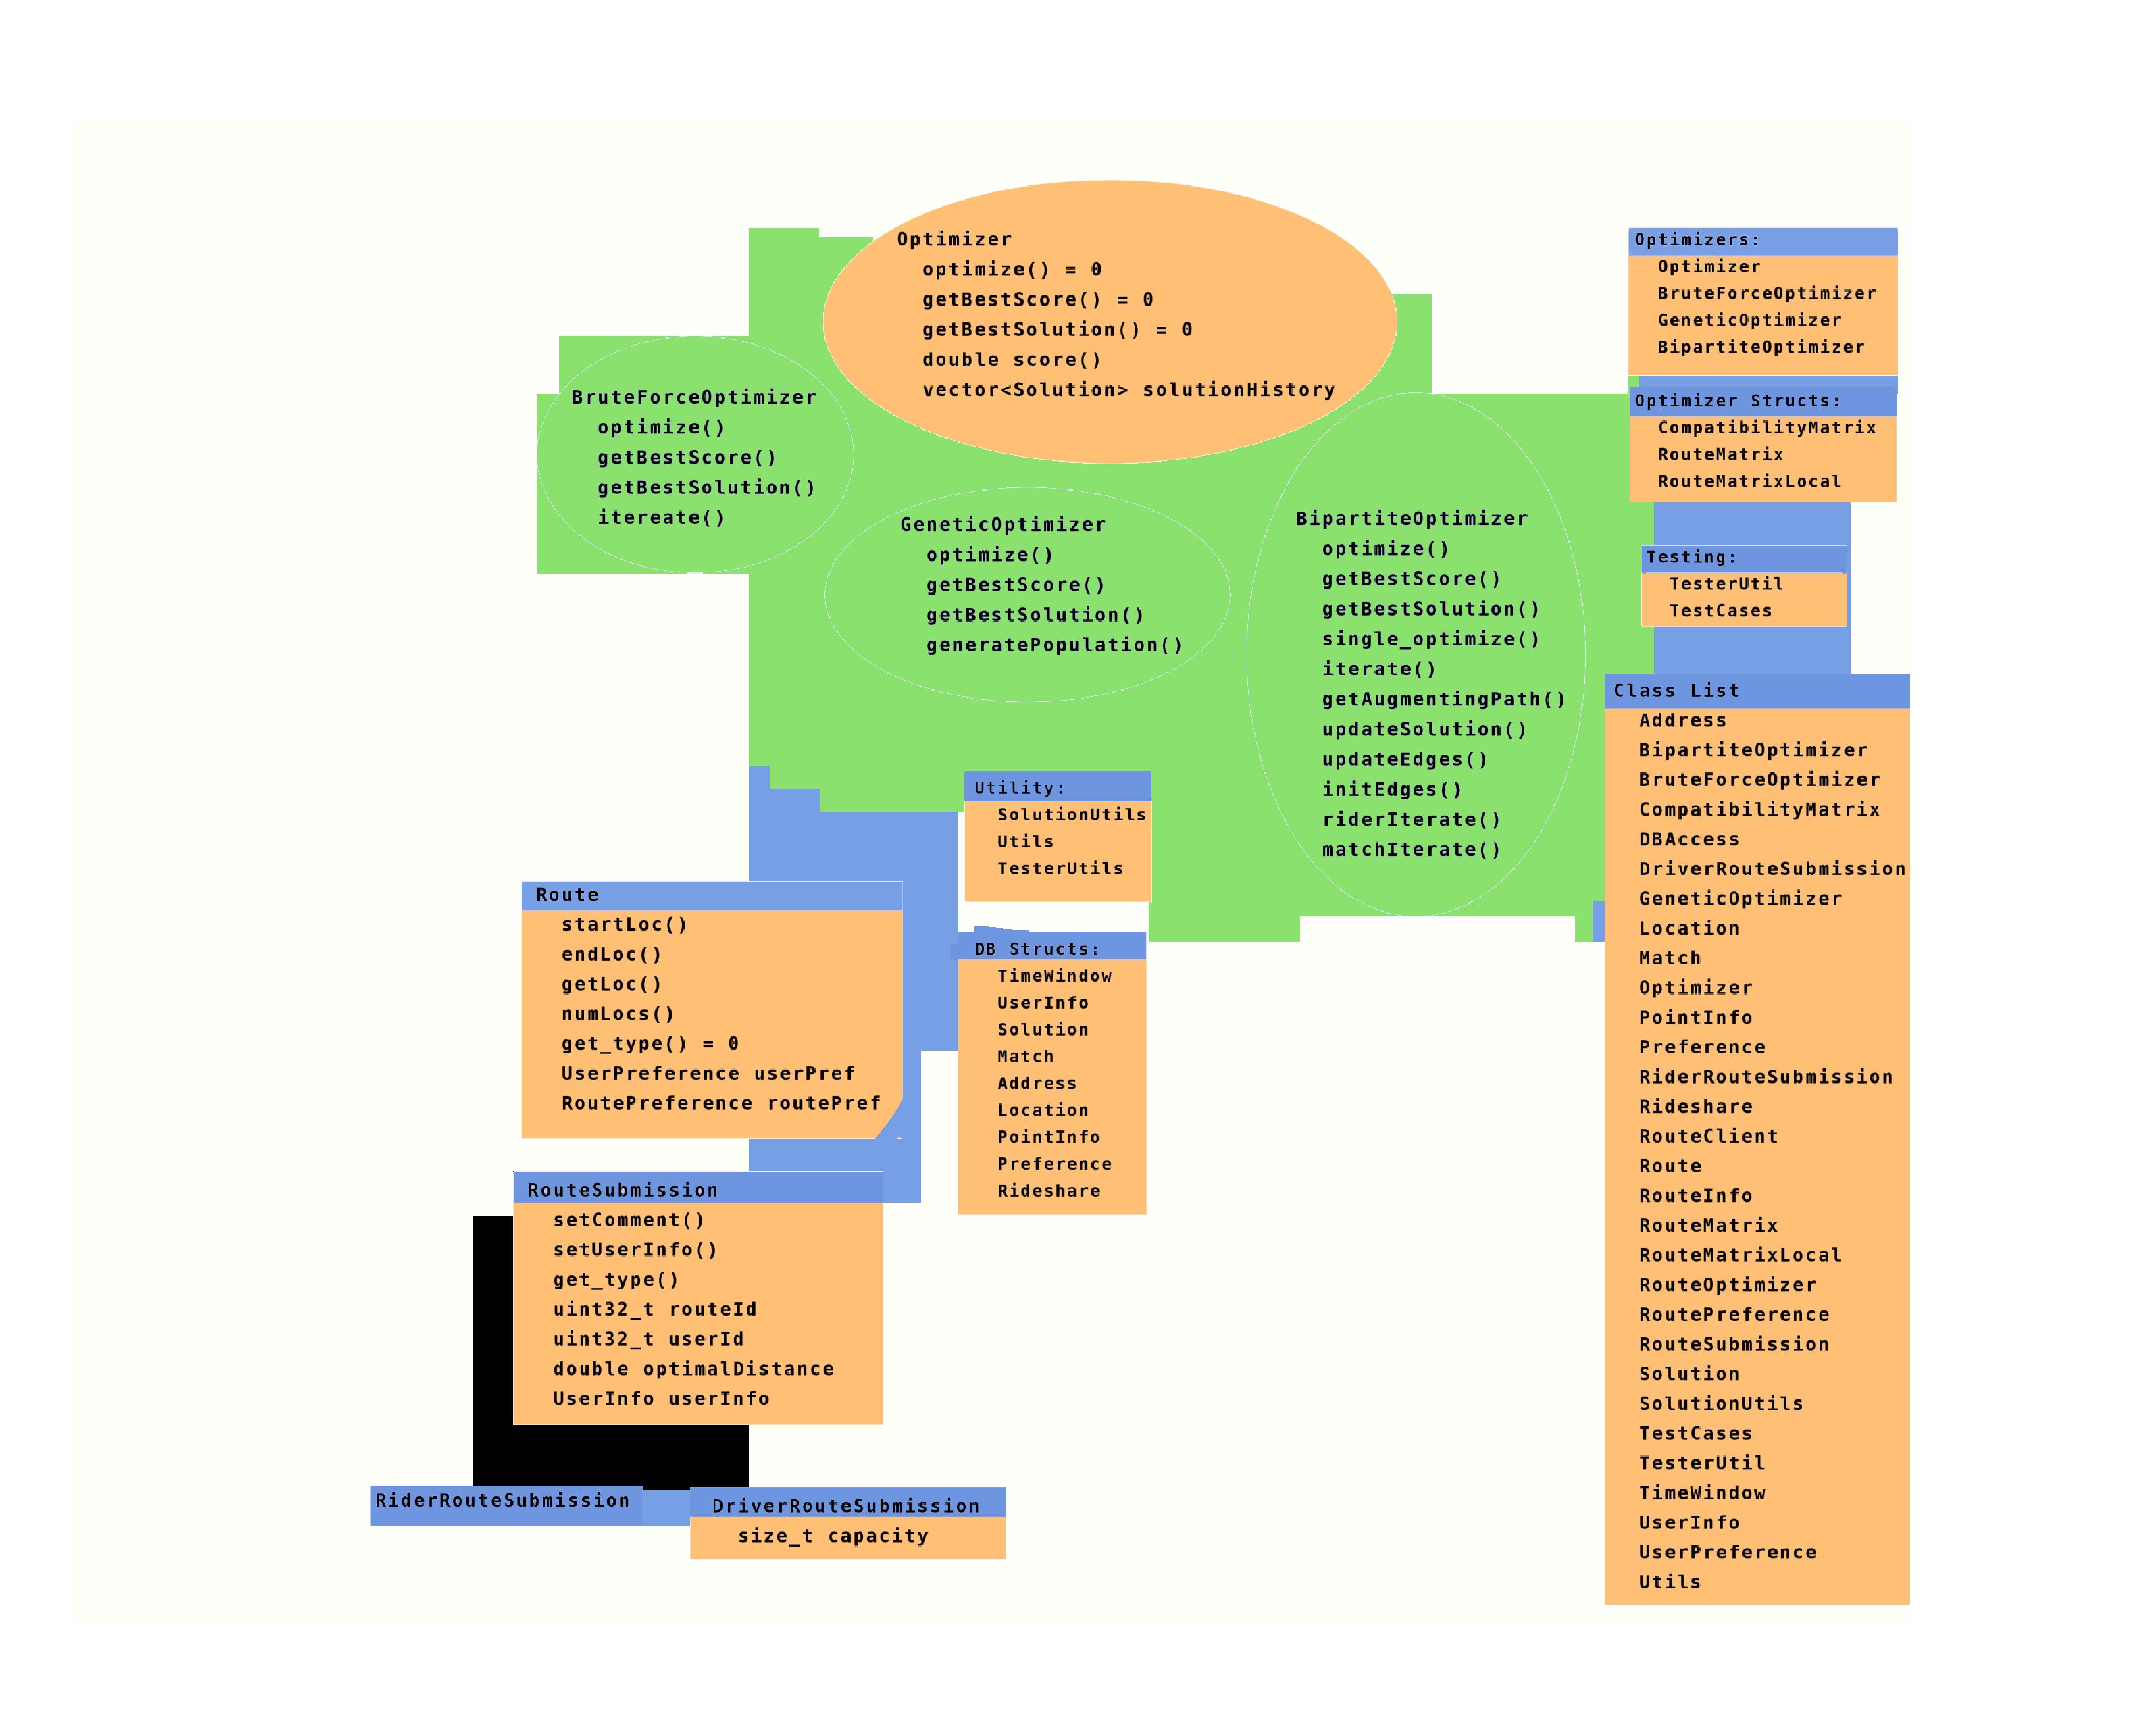 Optimizer
optimize() = 0
getBestScore() = 0
getBestSolution() = 0
double score()
vector<Solution> solutionHistory
BruteForceOptimizer
optimize()
getBestScore()
getBestSolution()
itereate()
GeneticOptimizer
optimize()
getBestScore()
getBestSolution()
generatePopulation()
BipartiteOptimizer
optimize()
getBestScore()
getBestSolution()
single_optimize()
iterate()
getAugmentingPath()
updateSolution()
updateEdges()
initEdges()
riderIterate()
matchIterate()
Optimizers:
Optimizer
BruteForceOptimizer
GeneticOptimizer
BipartiteOptimizer
Optimizer Structs:
CompatibilityMatrix
RouteMatrix
RouteMatrixLocal
Testing:
TesterUtil
TestCases
Utility:
SolutionUtils
Utils
TesterUtils
DB Structs:
TimeWindow
UserInfo
Solution
Match
Address
Location
PointInfo
Preference
Rideshare
Route
startLoc()
endLoc()
getLoc()
numLocs()
get_type() = 0
UserPreference userPref
RoutePreference routePref
RouteSubmission
setComment()
setUserInfo()
get_type()
uint32_t routeId
uint32_t userId
double optimalDistance
UserInfo userInfo
RiderRouteSubmission
DriverRouteSubmission
size_t capacity
Class List
Address
BipartiteOptimizer
BruteForceOptimizer
CompatibilityMatrix
DBAccess
DriverRouteSubmission
GeneticOptimizer
Location
Match
Optimizer
PointInfo
Preference
RiderRouteSubmission
Rideshare
RouteClient
Route
RouteInfo
RouteMatrix
RouteMatrixLocal
RouteOptimizer
RoutePreference
RouteSubmission
Solution
SolutionUtils
TestCases
TesterUtil
TimeWindow
UserInfo
UserPreference
Utils